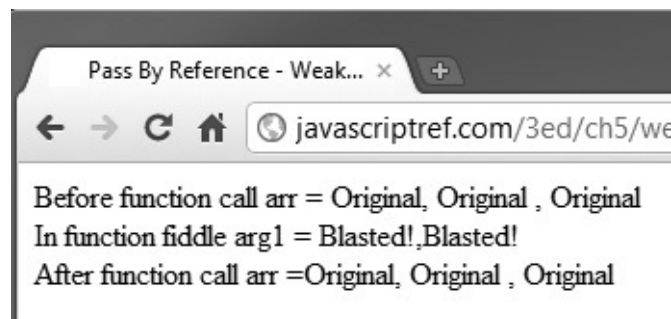 Pass By Reference - Weak...
javascriptref.com/3ed/ch5/we
Before function call arr = Original, Original , Original
In function fiddle arg1 = Blasted!,Blasted!
After function call arr =Original, Original , Original